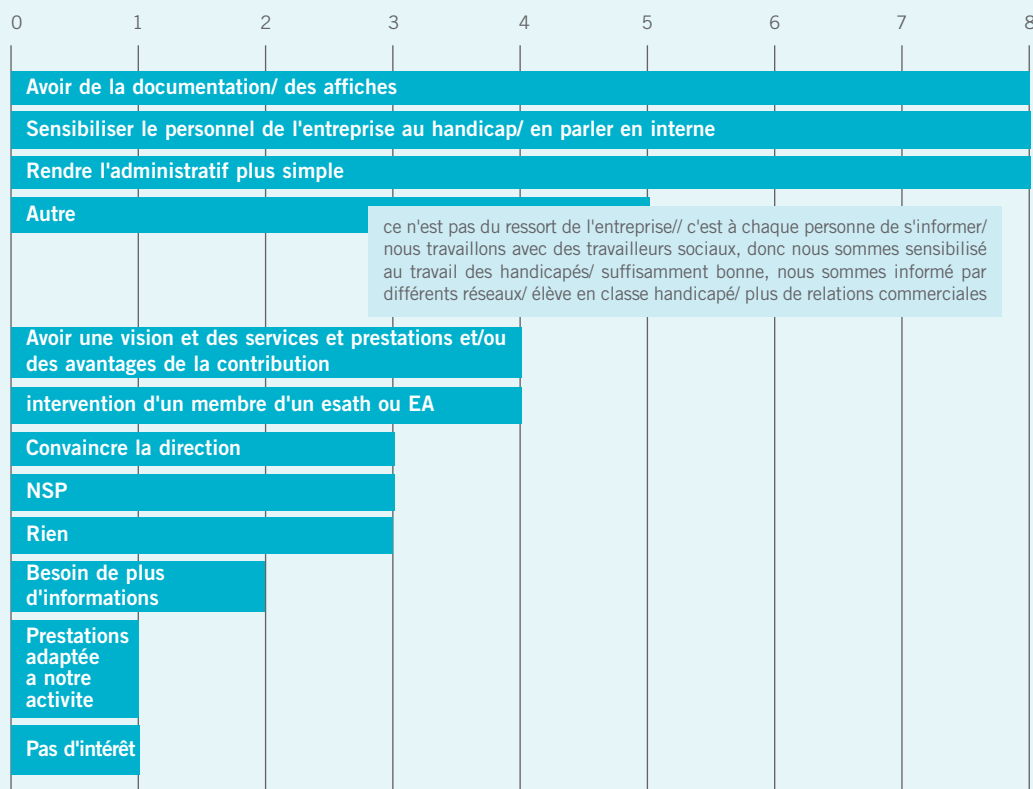 0 1 2 3 4 5 6 7 8
Avoir de la documentation/ des affiches
Sensibiliser le personnel de l'entreprise au handicap/ en parler en interne
Rendre l'administratif plus simple
Autre
ce n'est pas du ressort de l'entreprise// c'est à chaque personne de s'informer/
nous travaillons avec des travailleurs sociaux, donc nous sommes sensibilisé
au travail des handicapés/ suffisamment bonne, nous sommes informé par
différents réseaux/ élève en classe handicapé/ plus de relations commerciales
Avoir une vision et des services et prestations et/ou
des avantages de la contribution
intervention d'un membre d'un esath ou EA
Convaincre la direction
NSP
Rien
Besoin de plus
d'informations
Prestations
adaptée
a notre
activite
Pas d'intérêt